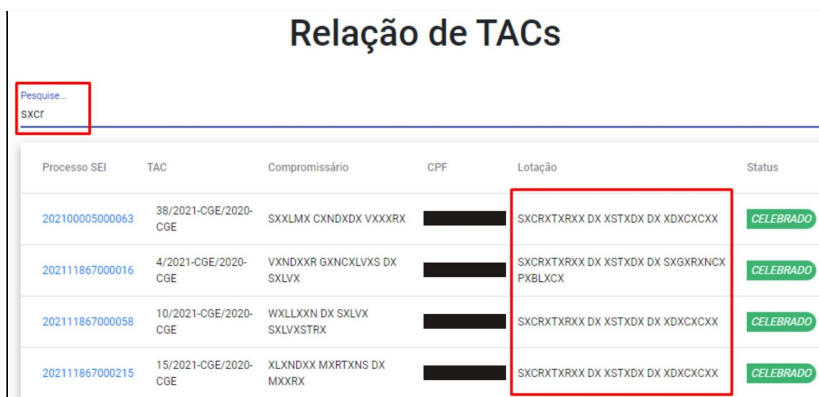 Relação de TACs
Pesquise...
sxcr
Processo SEI TAC Compromissário CPF Lotação Status
202100005000063 38/2021-CGE/2020-CGE SXXLMX CXNDXDX VXXXRX SXCRXTXRXX DX XSTXDX DX XDXCXCXX CELEBRADO
202111867000016 4/2021-CGE/2020-CGE VXNDXXR GXNCXLVXS DX SXLVX SXCRXTXRXX DX XSTXDX DX SXGXRXNCX PXBLXCX CELEBRADO
202111867000058 10/2021-CGE/2020-CGE WXLLXXN DX SXLVX SXLVXSTRX SXCRXTXRXX DX XSTXDX DX XDXCXCXX CELEBRADO
202111867000215 15/2021-CGE/2020-CGE XLXNDXX MXRTXNS DX MXXRX SXCRXTXRXX DX XSTXDX DX XDXCXCXX CELEBRADO